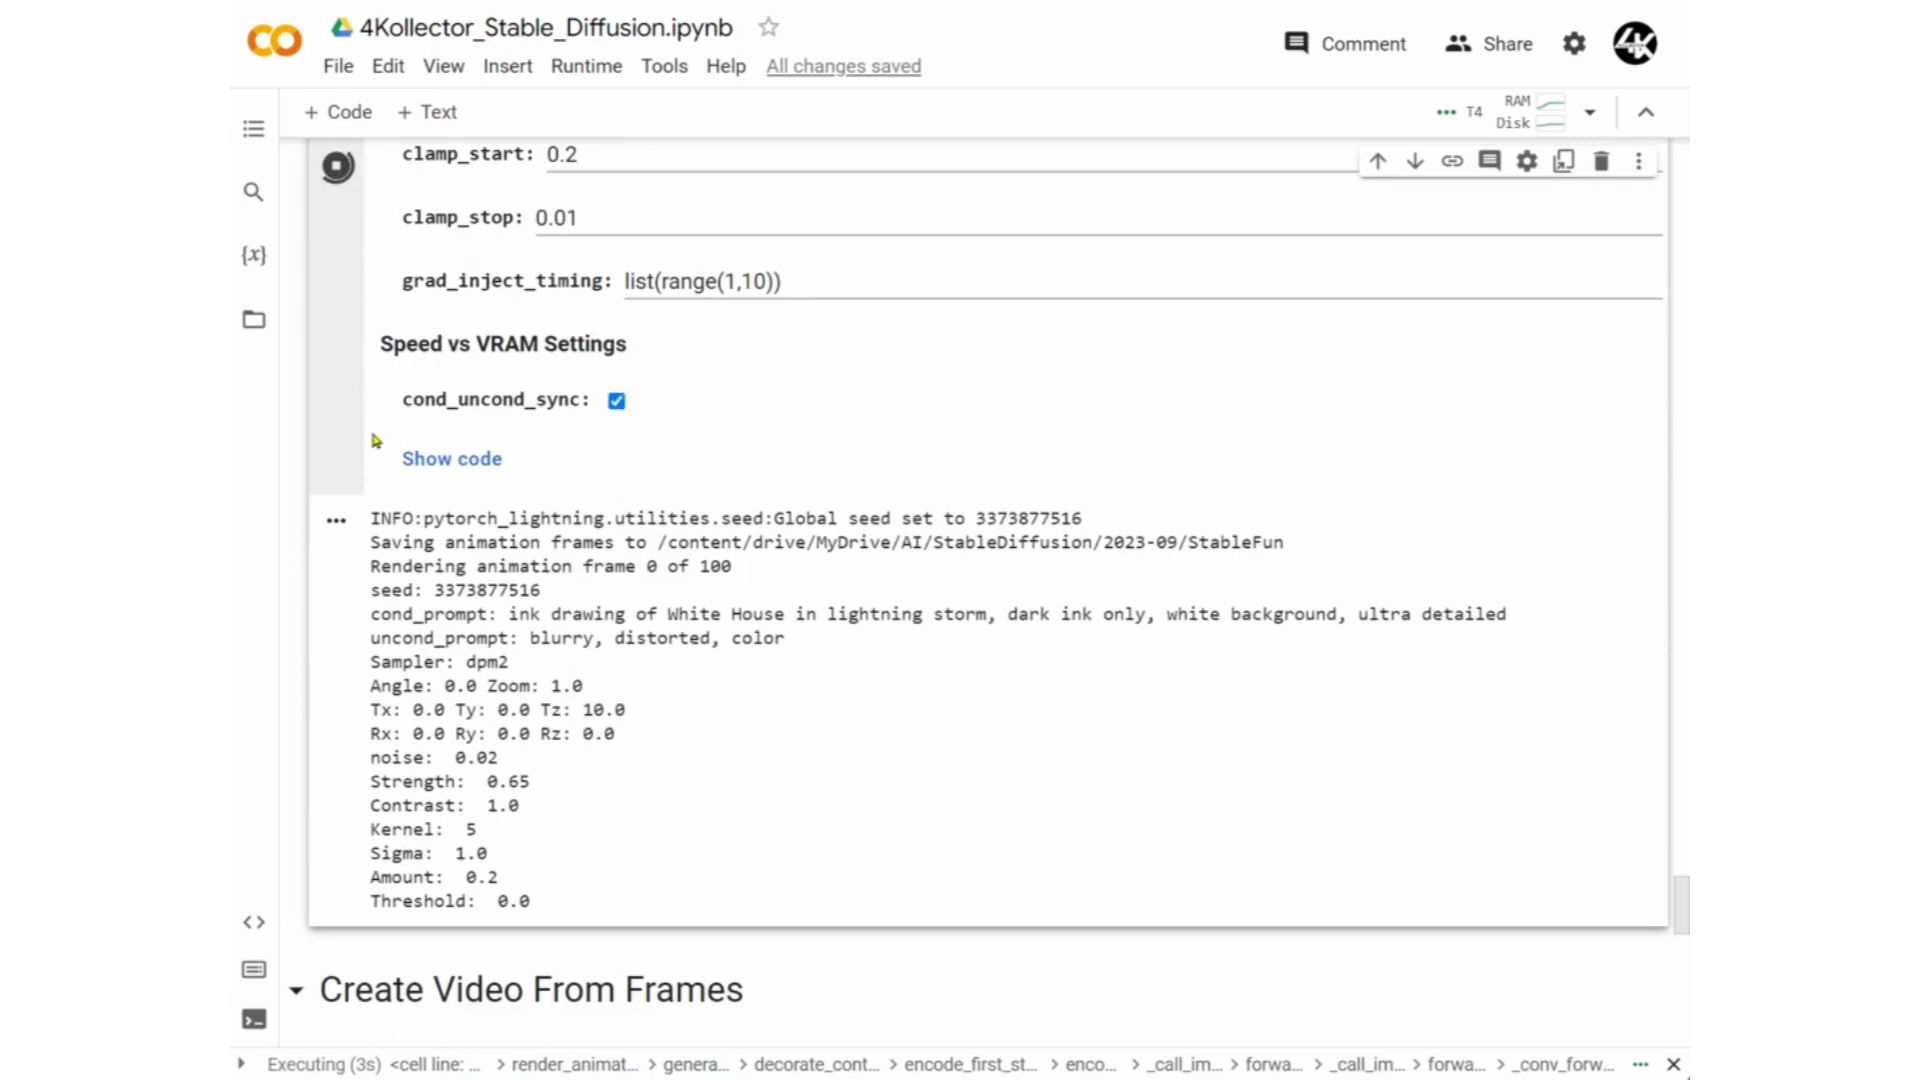 4Kollector_Stable_Diffusion.ipynb
Comment
Share
File Edit View Insert Runtime Tools Help All changes saved
+ Code + Text
T4
RAM
Disk
clamp_start: 0.2
clamp_stop: 0.01
{x}
grad_inject_timing: list(range(1,10))
Speed vs VRAM Settings
cond_uncond_sync:
Show code
INFO:pytorch_lightning.utilities.seed:Global seed set to 3373877516
Saving animation frames to /content/drive/MyDrive/AI/StableDiffusion/2023-09/StableFun
Rendering animation frame 0 of 100
seed: 3373877516
cond_prompt: ink drawing of White House in lightning storm, dark ink only, white background, ultra detailed
uncond_prompt: blurry, distorted, color
Sampler: dpm2
Angle: 0.0 Zoom: 1.0
Tx: 0.0 Ty: 0.0 Tz: 10.0
Rx: 0.0 Ry: 0.0 Rz: 0.0
noise: 0.02
Strength: 0.65
Contrast: 1.0
Kernel: 5
Sigma: 1.0
Amount: 0.2
Threshold: 0.0
Create Video From Frames
Executing (3s) <cell line: ... > render_animat... > genera... > decorate_cont... > encode_first_st... > enco... > _call_im... > forwa... > _call_im... > forwa... > _conv_forw...